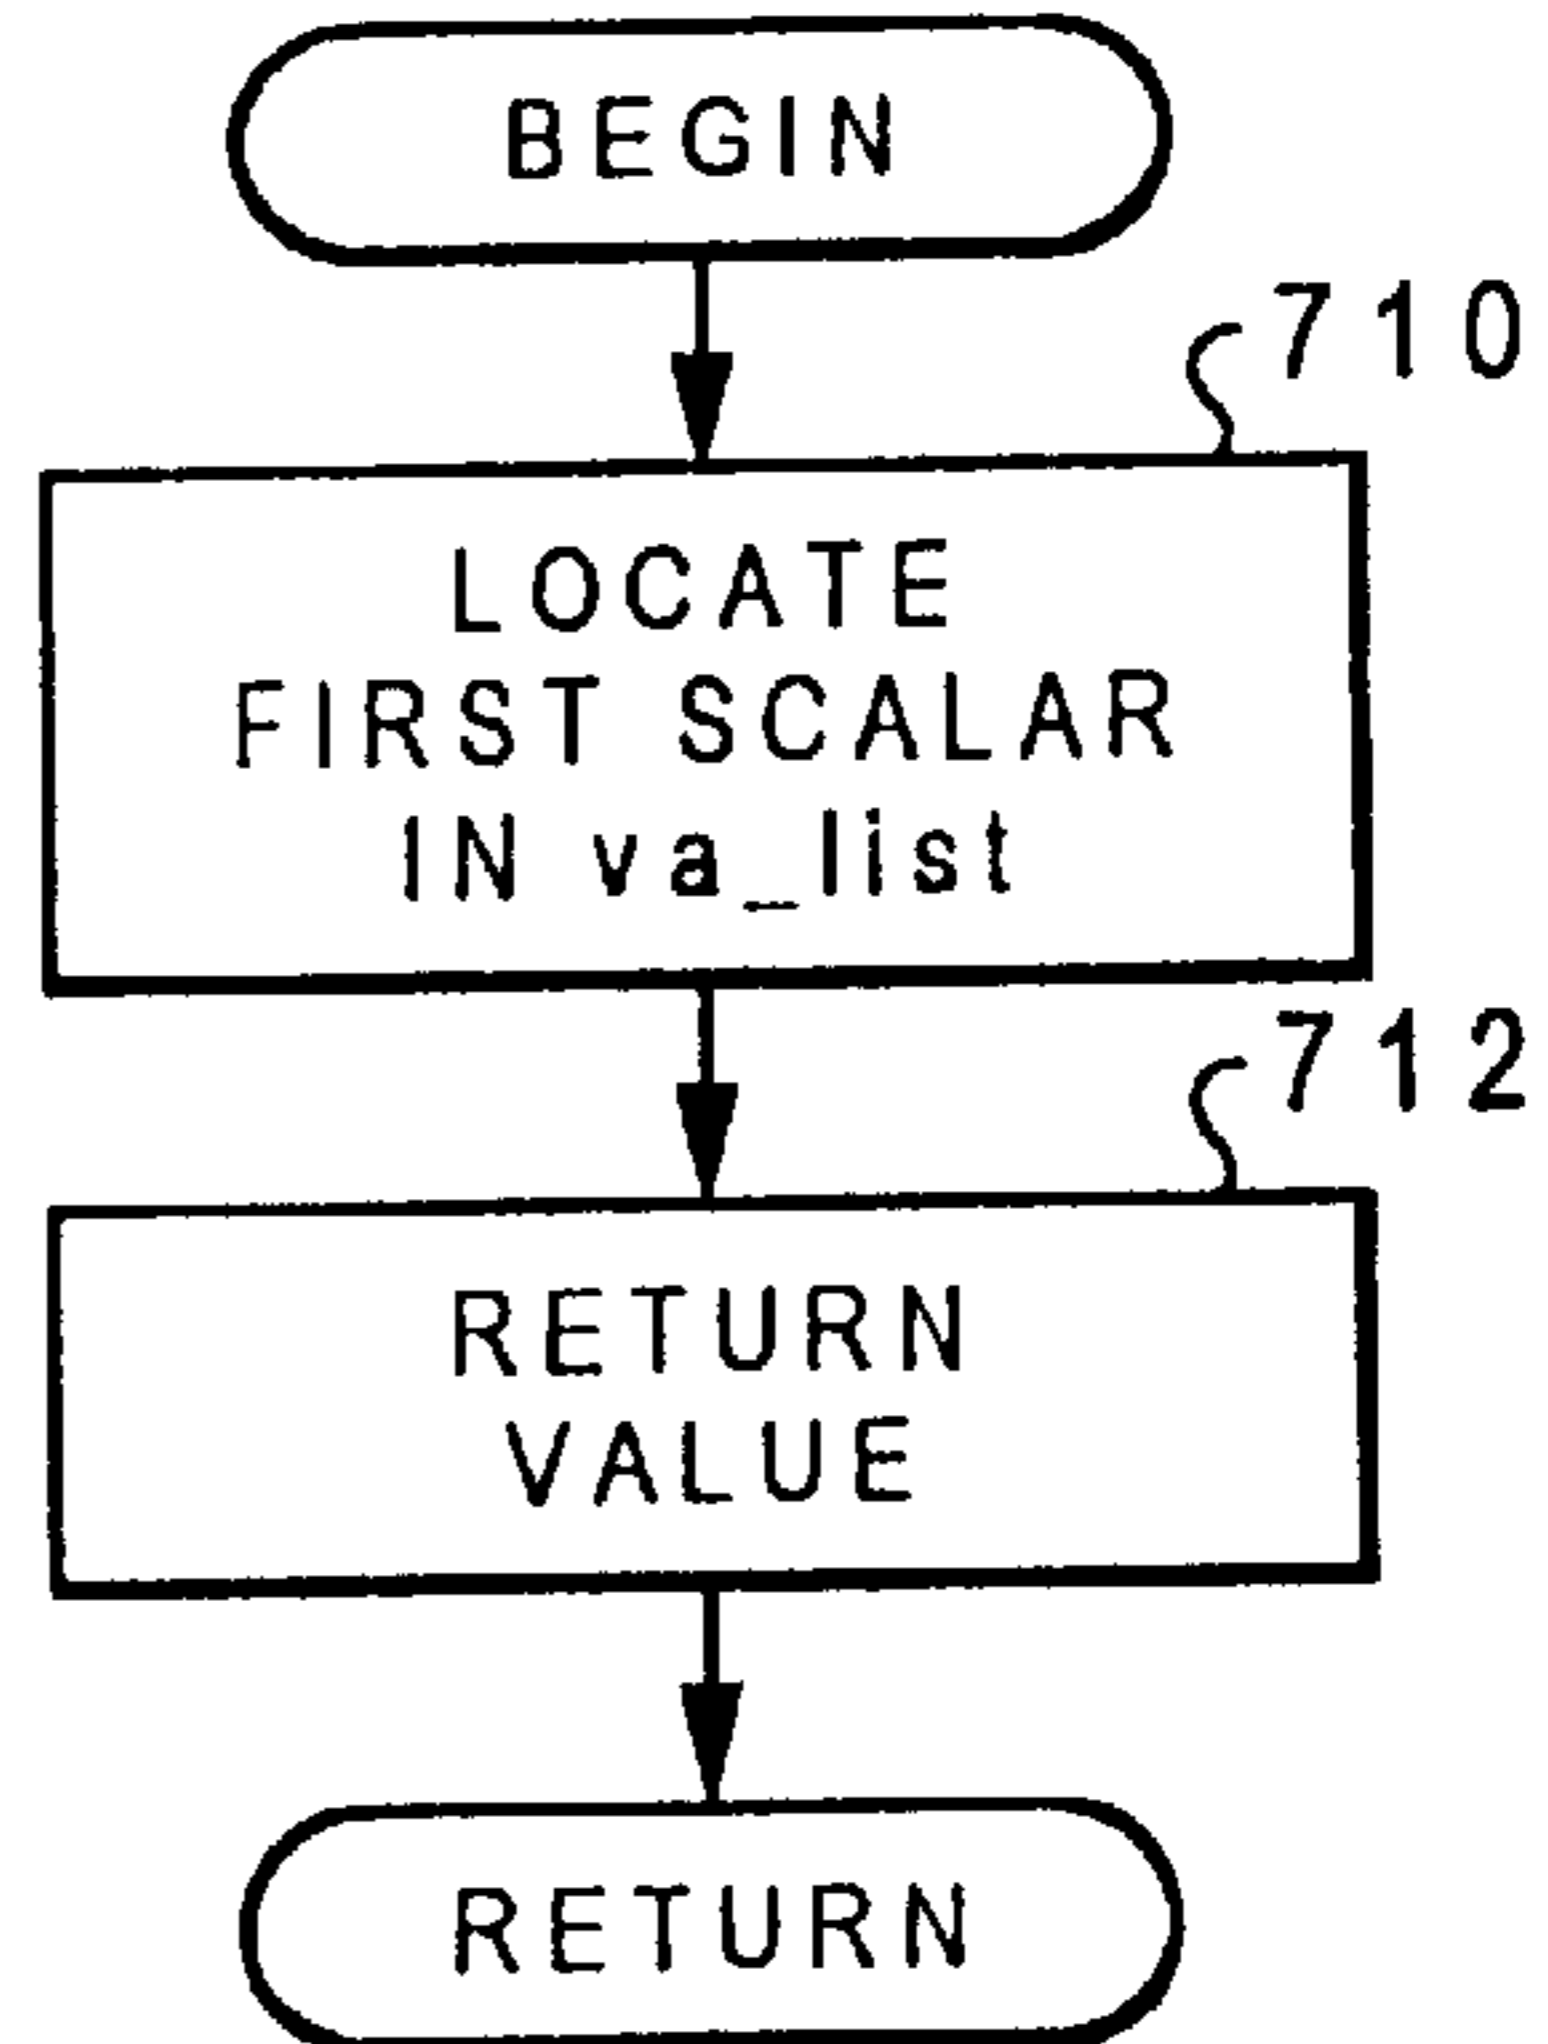 BEGIN
710
LOCATE
FIRST SCALAR
IN va_list
712
RETURN
VALUE
RETURN